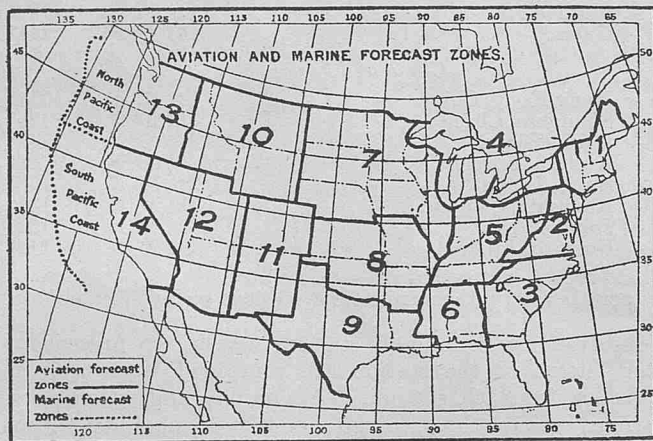 135 130 125 120 115 110 105 100 95 90 85 80 75 70 65
AVIATION AND MARINE FORECAST ZONES.
45
50
North
Pacific
Coast
13
10
7
4
1
40
45
South
Pacific
Coast
14
12
11
8
5
2
35
40
30
35
9
6
3
25
30
25
Aviation forecast
zones
Marine forecast
zones
120 115 110 105 100 95 90 85 80 75